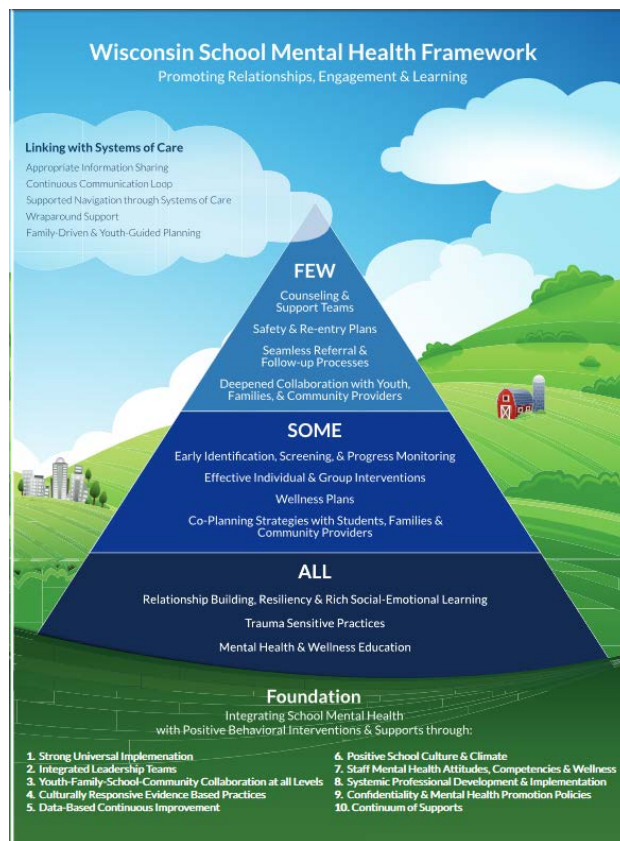 Wisconsin School Mental Health Framework
Promoting Relationships, Engagement & Learning
Linking with Systems of Care
Appropriate Information Sharing
Continuous Communication Loop
Supported Navigation through Systems of Care
Wraparound Support
Family-Driven & Youth-Guided Planning
FEW
Counseling &
Support Teams
Safety & Re-entry Plans
Seamless Referral &
Follow-up Processes
Deepened Collaboration with Youth,
Families, & Community Providers
SOME
Early Identification, Screening, & Progress Monitoring
Effective Individual & Group Interventions
Wellness Plans
Co-Planning Strategies with Students, Families &
Community Providers
ALL
Relationship Building, Resiliency & Rich Social-Emotional Learning
Trauma Sensitive Practices
Mental Health & Wellness Education
Foundation
Integrating School Mental Health
with Positive Behavioral Interventions & Supports through:
1. Strong Universal Implemenation
2. Integrated Leadership Teams
3. Youth-Family-School-Community Collaboration at all Levels
4. Culturally Responsive Evidence Based Practices
5. Data-Based Continuous Improvement
6. Positive School Culture & Climate
7. Staff Mental Health Attitudes, Competencies & Wellness
8. Systemic Professional Development & Implementation
9. Confidentiality & Mental Health Promotion Policies
10. Continuum of Supports